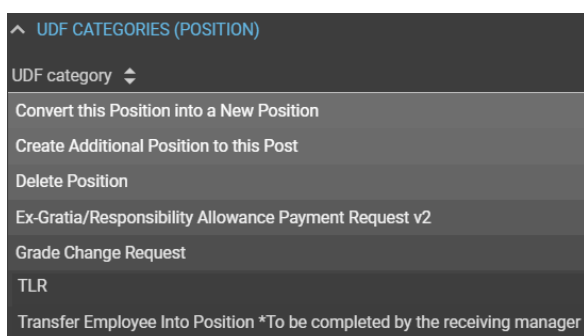 UDF CATEGORIES (POSITION)
UDF category
Convert this Position into a New Position
Create Additional Position to this Post
Delete Position
Ex-Gratia/Responsibility Allowance Payment Request v2
Grade Change Request
TLR
Transfer Employee Into Position *To be completed by the receiving manager